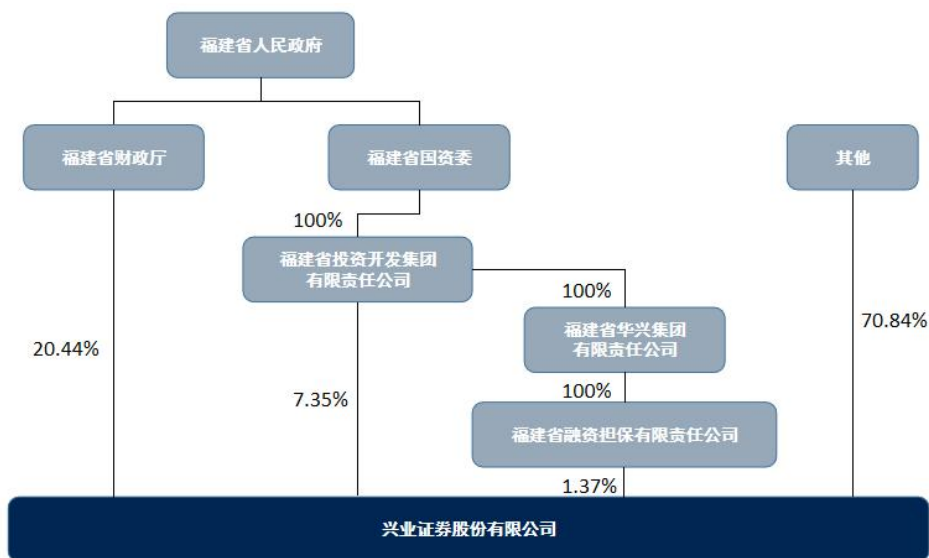 福建省人民政府
福建省财政厅
福建省国资委
其他
100%
福建省投资开发集团
有限责任公司
100%
福建省华兴集团
有限责任公司
70.84%
20.44%
7.35%
100%
福建省融资担保有限责任公司
1.37%
兴业证券股份有限公司